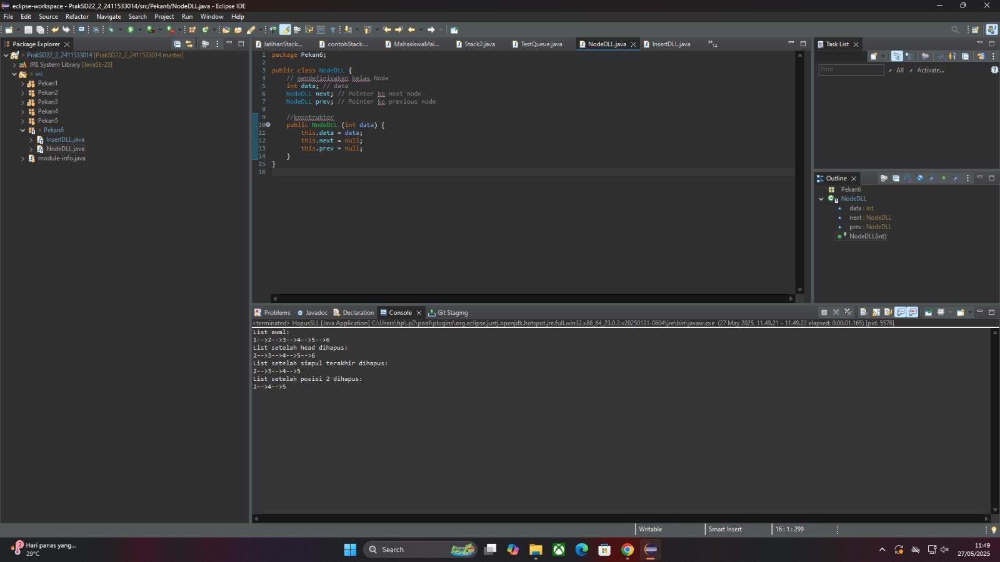 eclipse-workspace - PrakSD22_2_2411533014/src/Pekan6/NodeDLL.java - Eclipse IDE
File Edit Source Refactor Navigate Search Project Run Window Help
Package Explorer
> PrakSD22_2_2411533014 [PrakSD22_2_2411533014 master]
JRE System Library [JavaSE-23]
> src
Pekan1
Pekan2
Pekan3
Pekan4
Pekan5
> Pekan6
InsertDLL.java
NodeDLL.java
module-info.java
latihanStack... contohStack.... MahasiswaMai... Stack2.java TestQueue.java NodeDLL.java InsertDLL.java »14
1 package Pekan6;
2
3 public class NodeDLL {
4 // mendefinisakan kelas Node
5 int data; // data
6 NodeDLL next; // Pointer ke next node
7 NodeDLL prev; // Pointer ke previous node
8
9 //konstruktor
10 public NodeDLL (int data) {
11 this.data = data;
12 this.next = null;
13 this.prev = null;
14 }
15 }
16
Task List
Find All Activate...
Outline
Pekan6
NodeDLL
data : int
next : NodeDLL
prev : NodeDLL
NodeDLL(int)
Problems Javadoc Declaration Console Git Staging
<terminated> HapusSLL [Java Application] C:\Users\hp\.p2\pool\plugins\org.eclipse.justj.openjdk.hotspot.jre.full.win32.x86_64_23.0.2.v20250131-0604\jre\bin\javaw.exe (27 May 2025, 11.49.21 – 11.49.22 elapsed: 0:00:01.165) [pid: 5576]
List awal:
1-->2-->3-->4-->5-->6
List setelah head dihapus:
2-->3-->4-->5-->6
List setelah simpul terakhir dihapus:
2-->3-->4-->5
List setelah posisi 2 dihapus:
2-->4-->5
Writable Smart Insert 16 : 1 : 299
2
Hari panas yang...
29°C
Search
11:49
27/05/2025